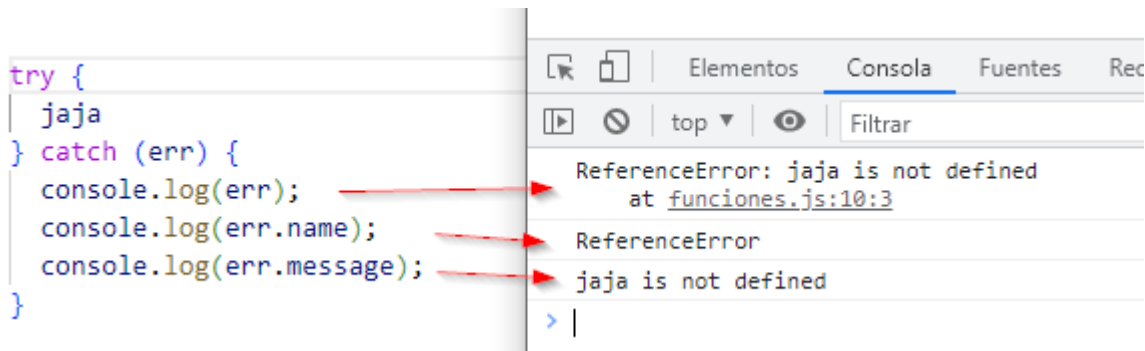 try {
jaja
} catch (err) {
console.log(err);
console.log(err.name);
console.log(err.message);
}
Elementos Consola Fuentes Rec
top ▼ Filtrar
ReferenceError: jaja is not defined
at funciones.js:10:3
ReferenceError
jaja is not defined
>